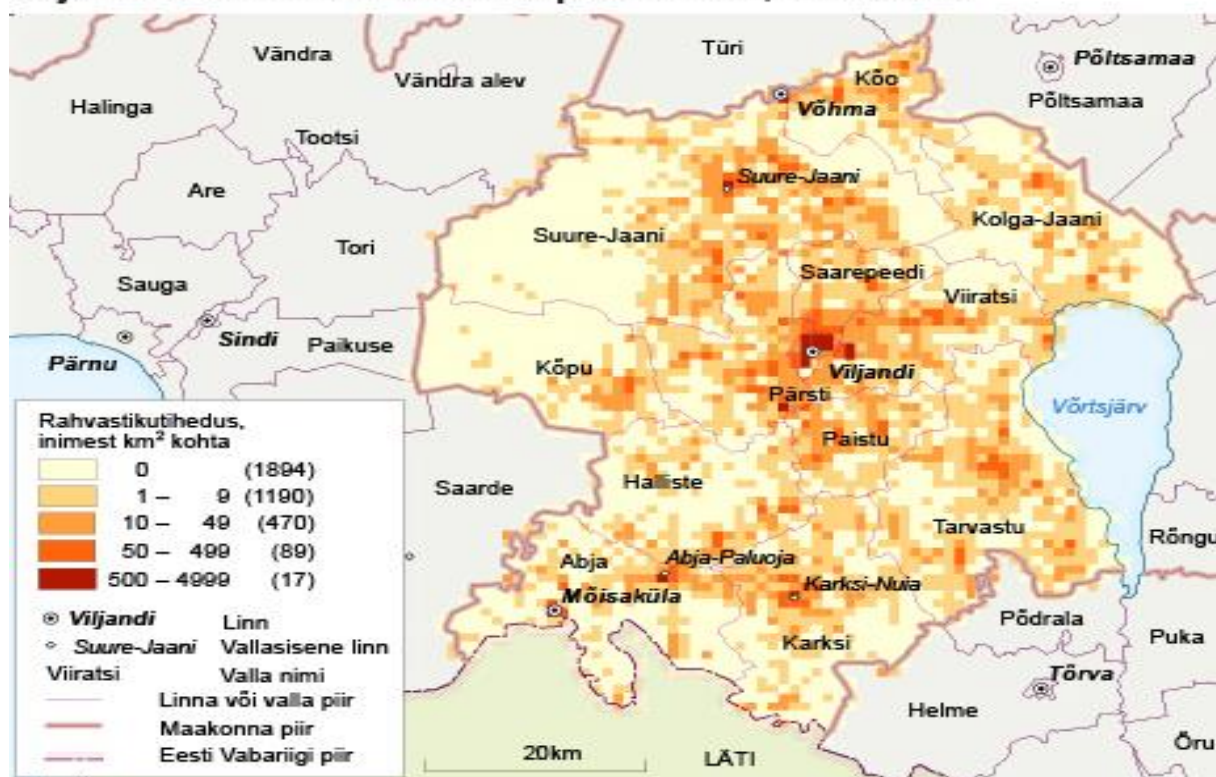 Türi
Põltsamaa
Vändra
Kõo
Vändra alev
Põltsamaa
Halinga
Võhma
Tootsi
Suure-Jaani
Are
Kolga-Jaani
Suure-Jaani
Tori
Saarepeedi
Sauga
Viiratsi
Sindi
Paikuse
Pärnu
Kõpu
Viljandi
Pärsti
Võrtsjärv
Paistu
Halliste
Saarde
Tarvastu
Rõngu
Abja
Abja-Paluoja
Karksi-Nuia
Mõisaküla
Põdrala
Karksi
Puka
Tõrva
Helme
Õru
LÄTI
20km
Rahvastikutihedus,
inimest km² kohta
0 (1894)
1 – 9 (1190)
10 – 49 (470)
50 – 499 (89)
500 – 4999 (17)
Viljandi Linn
Suure-Jaani Vallasisene linn
Viiratsi Valla nimi
Linna või valla piir
Maakonna piir
Eesti Vabariigi piir